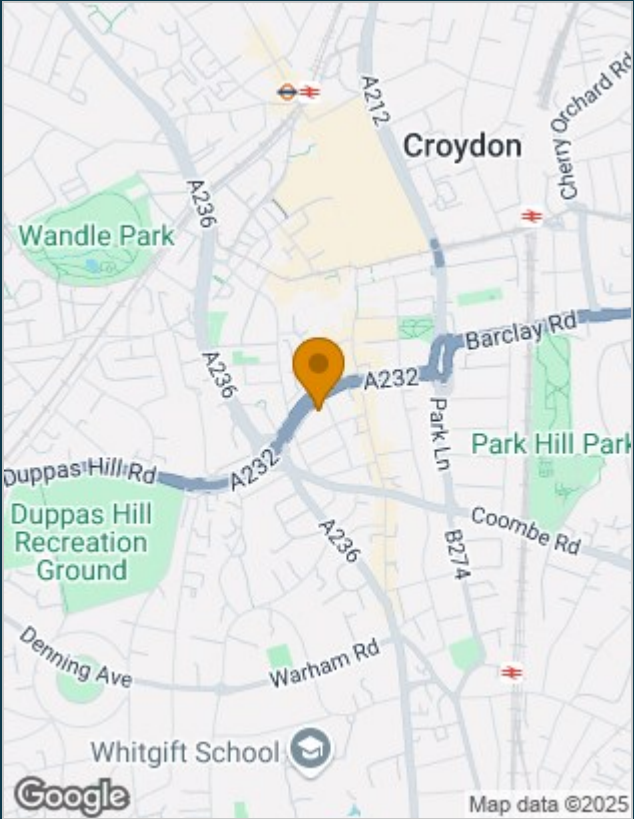 A212
Croydon
Cherry Orchard Rd
A236
Wandle Park
Barclay Rd
A236
A232
Park Ln
Park Hill Park
Duppas Hill Rd
A232
Duppas Hill
Recreation
Ground
A236
Coombe Rd
B274
Denning Ave
Warham Rd
Whitgift School
Google
Map data ©2025